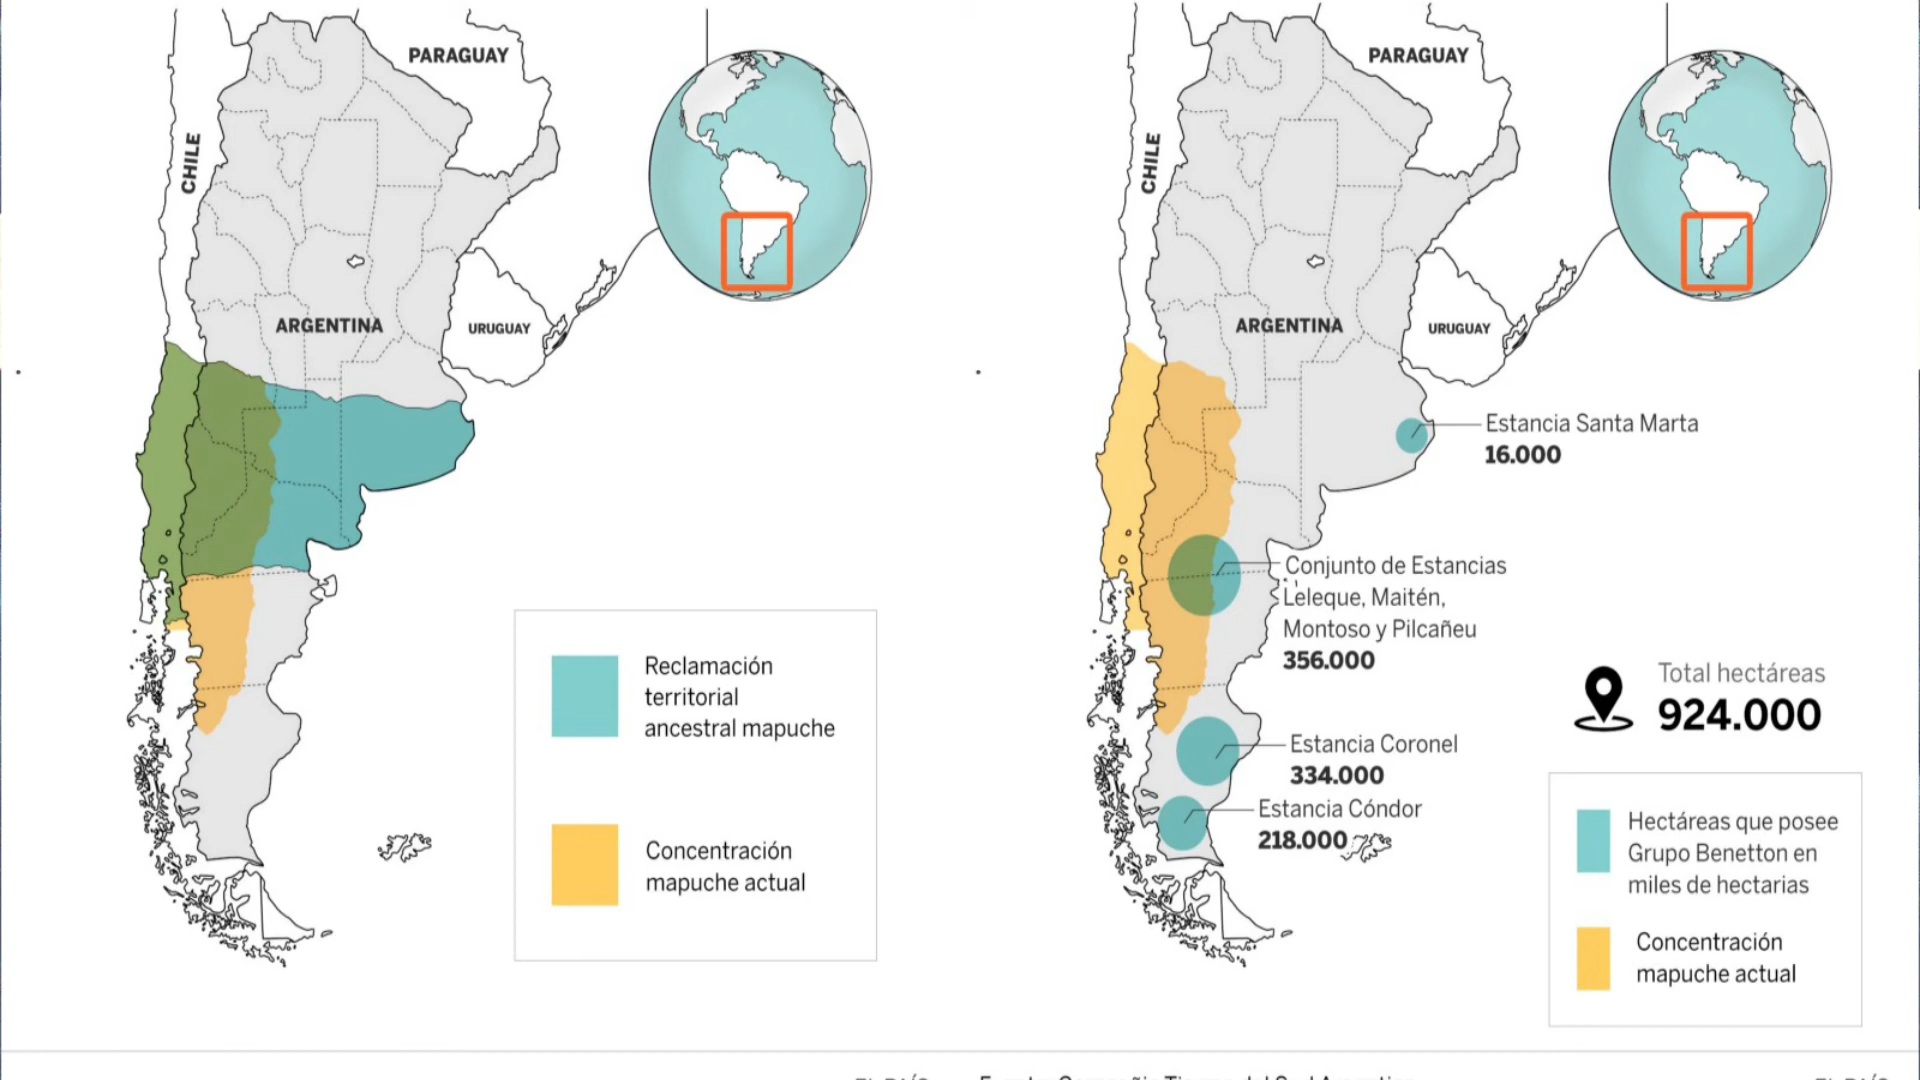 PARAGUAY
CHILE
ARGENTINA
URUGUAY
Reclamación
territorial
ancestral mapuche
Concentración
mapuche actual
PARAGUAY
CHILE
ARGENTINA
URUGUAY
Estancia Santa Marta
16.000
Conjunto de Estancias
Leleque, Maitén,
Montoso y Pilcañeu
356.000
Estancia Coronel
334.000
Estancia Cóndor
218.000
Total hectáreas
924.000
Hectáreas que posee
Grupo Benetton en
miles de hectarias
Concentración
mapuche actual